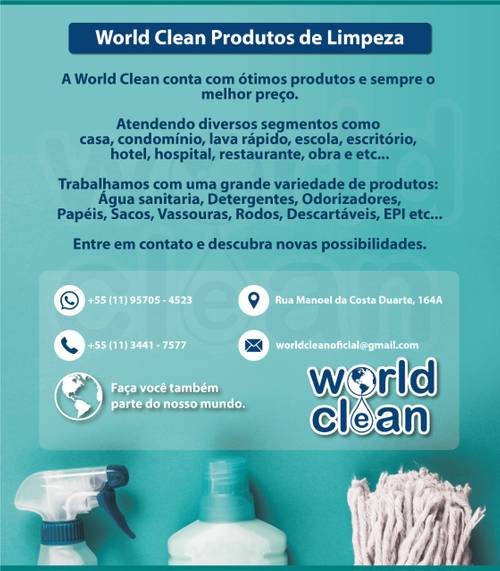 World Clean Produtos de Limpeza
A World Clean conta com ótimos produtos e sempre o
melhor preço.
Atendendo diversos segmentos como
casa, condomínio, lava rápido, escola, escritório,
hotel, hospital, restaurante, obra e etc...
Trabalhamos com uma grande variedade de produtos:
Água sanitaria, Detergentes, Odorizadores,
Papéis, Sacos, Vassouras, Rodos, Descartáveis, EPI etc...
Entre em contato e descubra novas possibilidades.
+55 (11) 95705 - 4523
Rua Manoel da Costa Duarte, 164A
+55 (11) 3441 - 7577
worldcleanoficial@gmail.com
Faça você também
parte do nosso mundo.
world
clean